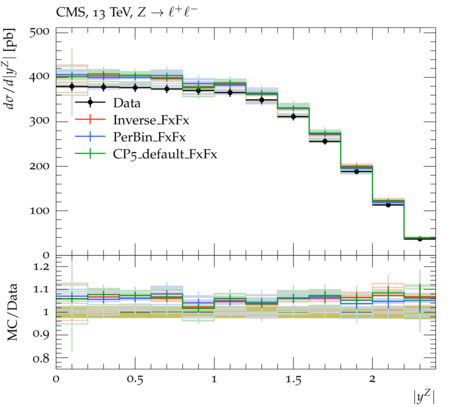 CMS, 13 TeV, Z → ℓ⁺ℓ⁻
dσ/d|y^Z| [pb]
500
400
300
200
100
0
Data
Inverse_FxFx
PerBin_FxFx
CP5_default_FxFx
MC/Data
1.2
1.1
1
0.9
0.8
0 0.5 1 1.5 2
|y^Z|